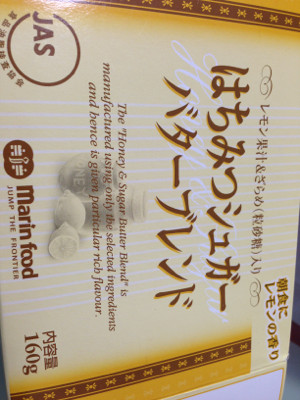 JAS
レモン果汁&ざらめ(粒砂糖)入り
はちみつシュガー
バターブレンド
朝食に
レモンの香り
The "Honey & Sugar Butter Blend" is
manufactured using only the selected ingredients
and hence is given particular rich flavour.
marin food
JUMP THE FRONTIER
内容量
160g